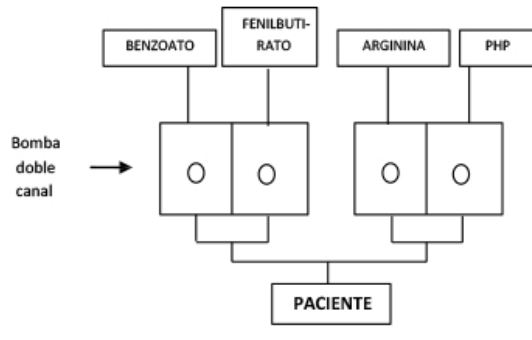 BENZOATO
FENILBUTI-
RATO
ARGININA
PHP
Bomba
doble
canal
PACIENTE